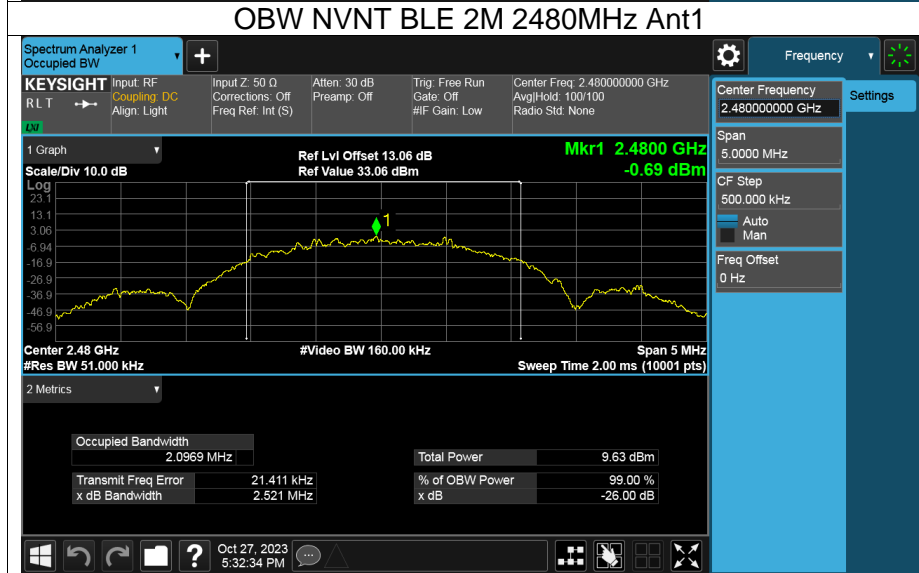 OBW NVNT BLE 2M 2480MHz Ant1
Spectrum Analyzer 1
Occupied BW
+
Frequency
KEYSIGHT
RLT
LXI
Input: RF
Coupling: DC
Align: Light
Input Z: 50 Ω
Corrections: Off
Freq Ref: Int (S)
Atten: 30 dB
Preamp: Off
Trig: Free Run
Gate: Off
#IF Gain: Low
Center Freq: 2.480000000 GHz
Avg|Hold: 100/100
Radio Std: None
Center Frequency
2.480000000 GHz
Settings
Span
5.0000 MHz
CF Step
500.000 kHz
Auto
Man
Freq Offset
0 Hz
1 Graph
Scale/Div 10.0 dB
Ref Lvl Offset 13.06 dB
Ref Value 33.06 dBm
Mkr1 2.4800 GHz
-0.69 dBm
Log
23.1
13.1
3.06
-6.94
-16.9
-26.9
-36.9
-46.9
-56.9
1
Center 2.48 GHz
#Res BW 51.000 kHz
#Video BW 160.00 kHz
Span 5 MHz
Sweep Time 2.00 ms (10001 pts)
2 Metrics
Occupied Bandwidth
2.0969 MHz
Transmit Freq Error 21.411 kHz
x dB Bandwidth 2.521 MHz
Total Power 9.63 dBm
% of OBW Power 99.00 %
x dB -26.00 dB
?
Oct 27, 2023
5:32:34 PM